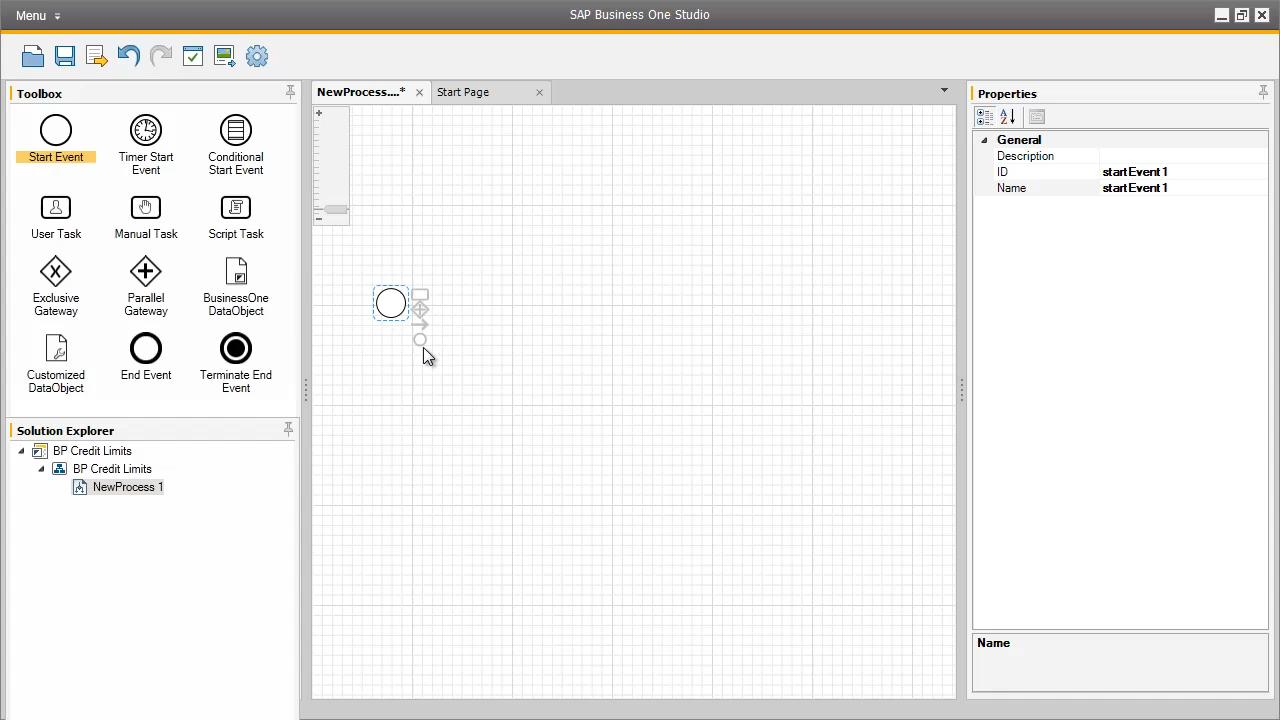 Menu
SAP Business One Studio
Toolbox
Start Event
Timer Start
Event
Conditional
Start Event
User Task
Manual Task
Script Task
Exclusive
Gateway
Parallel
Gateway
BusinessOne
DataObject
Customized
DataObject
End Event
Terminate End
Event
Solution Explorer
BP Credit Limits
BP Credit Limits
NewProcess 1
NewProcess....*
Start Page
Properties
General
Description
ID startEvent1
Name startEvent1
Name